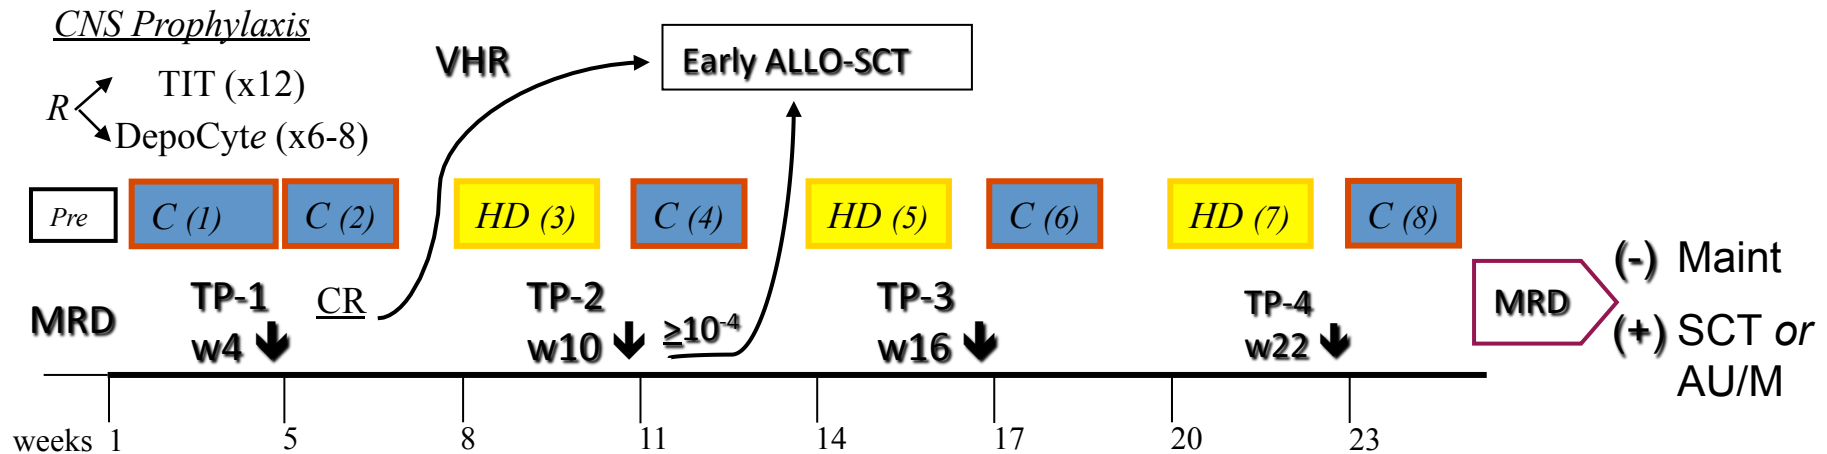 CNS Prophylaxis
TIT (x12)
R
DepoCyte (x6-8)
VHR
Early ALLO-SCT
Pre
C (1)
C (2)
HD (3)
C (4)
HD (5)
C (6)
HD (7)
C (8)
MRD
TP-1
w4
CR
TP-2
w10
≥10-4
TP-3
w16
TP-4
w22
MRD
(-) Maint
(+) SCT or
AU/M
weeks 1 5 8 11 14 17 20 23